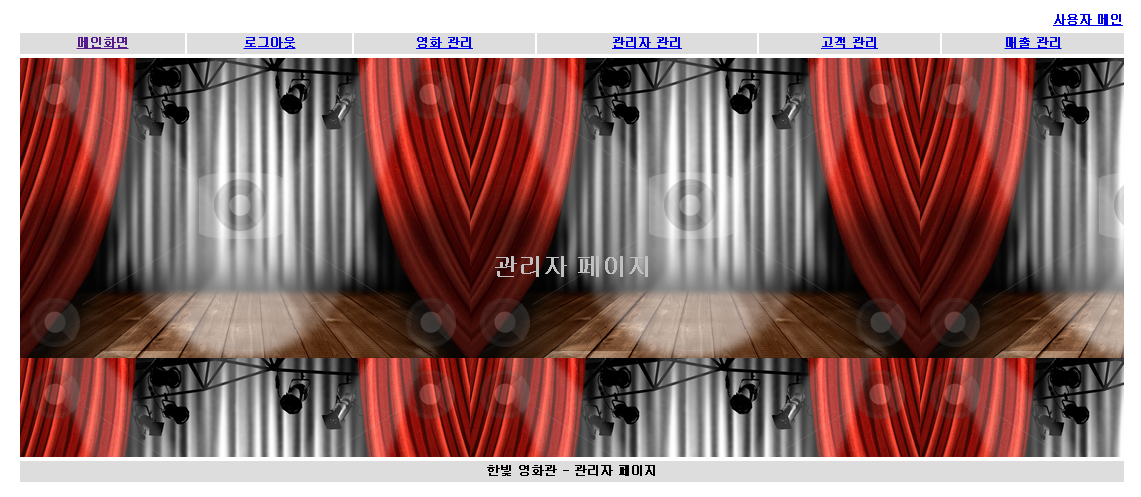 사용자 메인
메인화면 로그아웃 영화 관리 관리자 관리 고객 관리 매출 관리
관리자 페이지
한빛 영화관 - 관리자 페이지